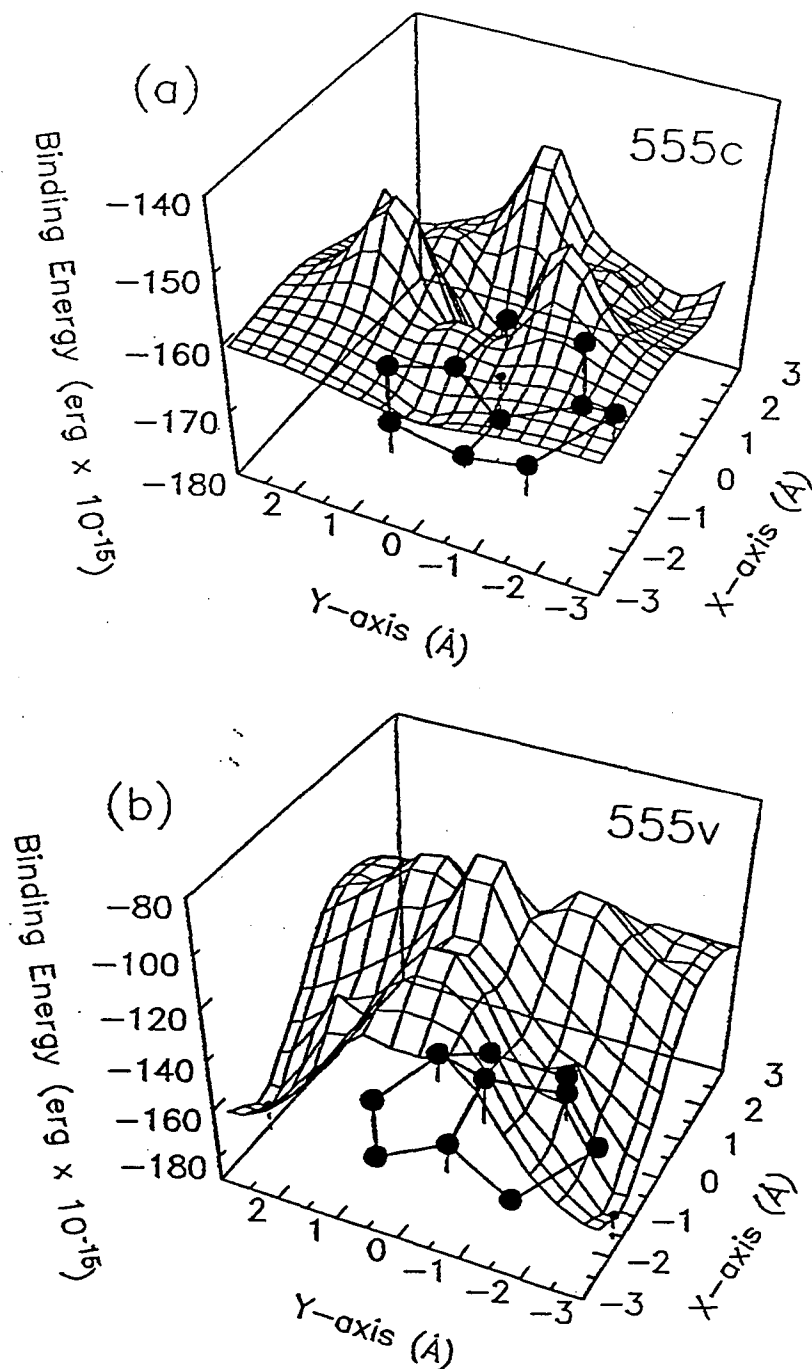 (a)
555c
Binding Energy (erg x 10-15)
-140
-150
-160
-170
-180
2 1 0 -1 -2 -3
Y-axis (Å)
-3 -2 -1 0 1 2 3
X-axis (Å)
(b)
555v
Binding Energy (erg x 10-15)
-80
-100
-120
-140
-160
-180
2 1 0 -1 -2 -3
Y-axis (Å)
-3 -2 -1 0 1 2 3
X-axis (Å)